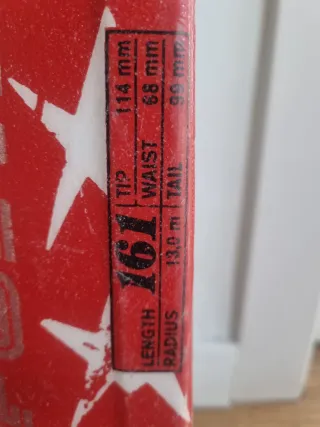 TIP 114 mm
LENGTH 161 WAIST 68 mm
RADIUS 13,0 m TAIL 99 mm